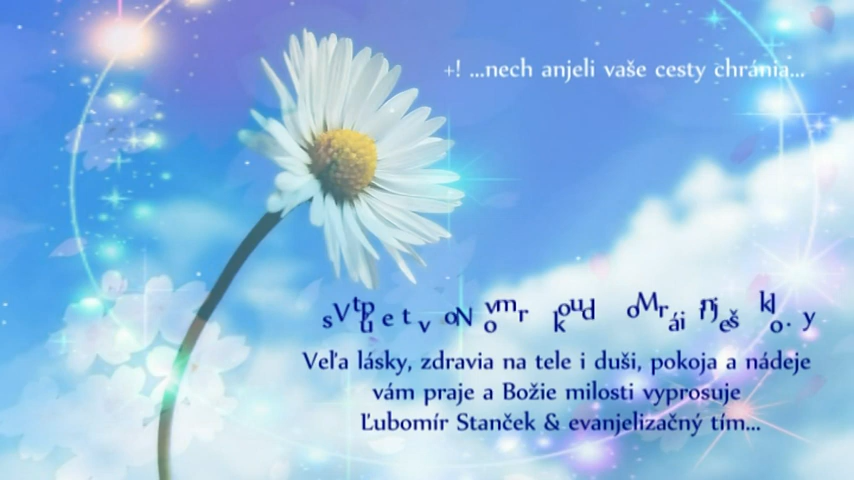 +! ...nech anjeli vaše cesty chránia...
Veľa lásky, zdravia na tele i duši, pokoja a nádeje
vám praje a Božie milosti vyprosuje
Ľubomír Stanček & evanjelizačný tím...